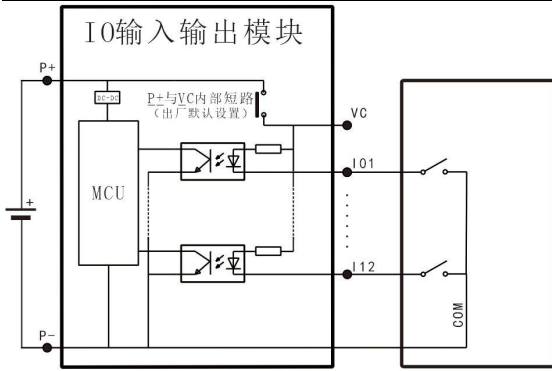 IO输入输出模块
P+
DC-DC
P+与VC内部短路
(出厂默认设置)
VC
IO1
MCU
+
I12
COM
P-